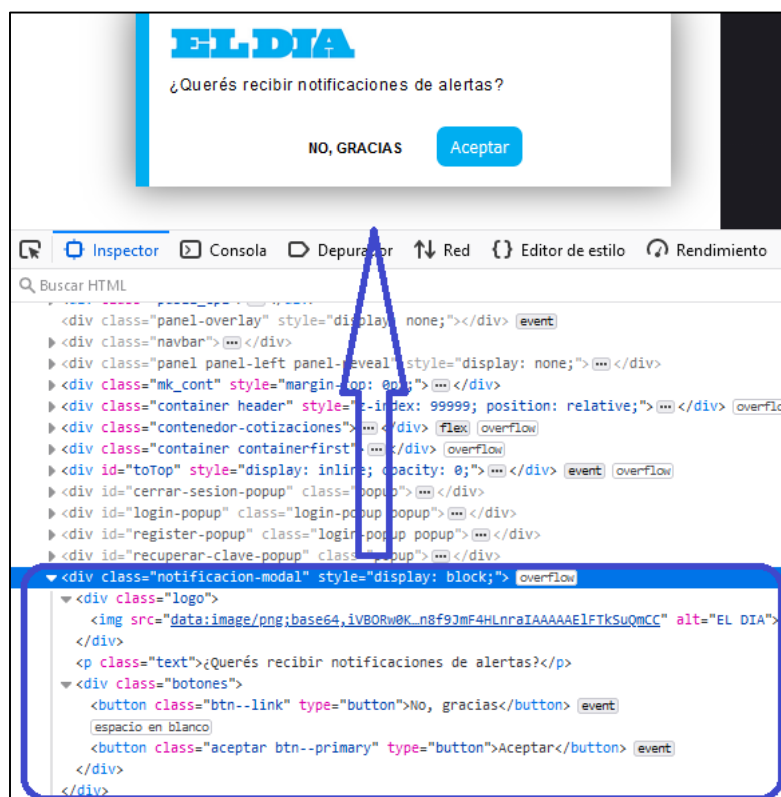 EL DIA
¿Querés recibir notificaciones de alertas?
NO, GRACIAS Aceptar
Inspector Consola Depurador Red {} Editor de estilo Rendimiento
Buscar HTML
<div class="panel-overlay" style="display: none;"></div> event
<div class="navbar">…</div>
<div class="panel panel-left panel-reveal" style="display: none;">…</div>
<div class="mk_cont" style="margin-top: 0px;">…</div>
<div class="container header" style="z-index: 99999; position: relative;">…</div> overflo
<div class="contenedor-cotizaciones">…</div> flex overflow
<div class="container containerfirst">…</div> overflow
<div id="toTop" style="display: inline; opacity: 0;">…</div> event overflow
<div id="cerrar-sesion-popup" class="popup">…</div>
<div id="login-popup" class="login-popup popup">…</div>
<div id="register-popup" class="login-popup popup">…</div>
<div id="recuperar-clave-popup" class="popup">…</div>
<div class="notificacion-modal" style="display: block;"> overflow
<div class="logo">
<img src="data:image/png;base64,iVBORw0K…n8f9JmF4HLnraIAAAAAElFTkSuQmCC" alt="EL DIA">
</div>
<p class="text">¿Querés recibir notificaciones de alertas?</p>
<div class="botones">
<button class="btn--link" type="button">No, gracias</button> event
espacio en blanco
<button class="aceptar btn--primary" type="button">Aceptar</button> event
</div>
</div>